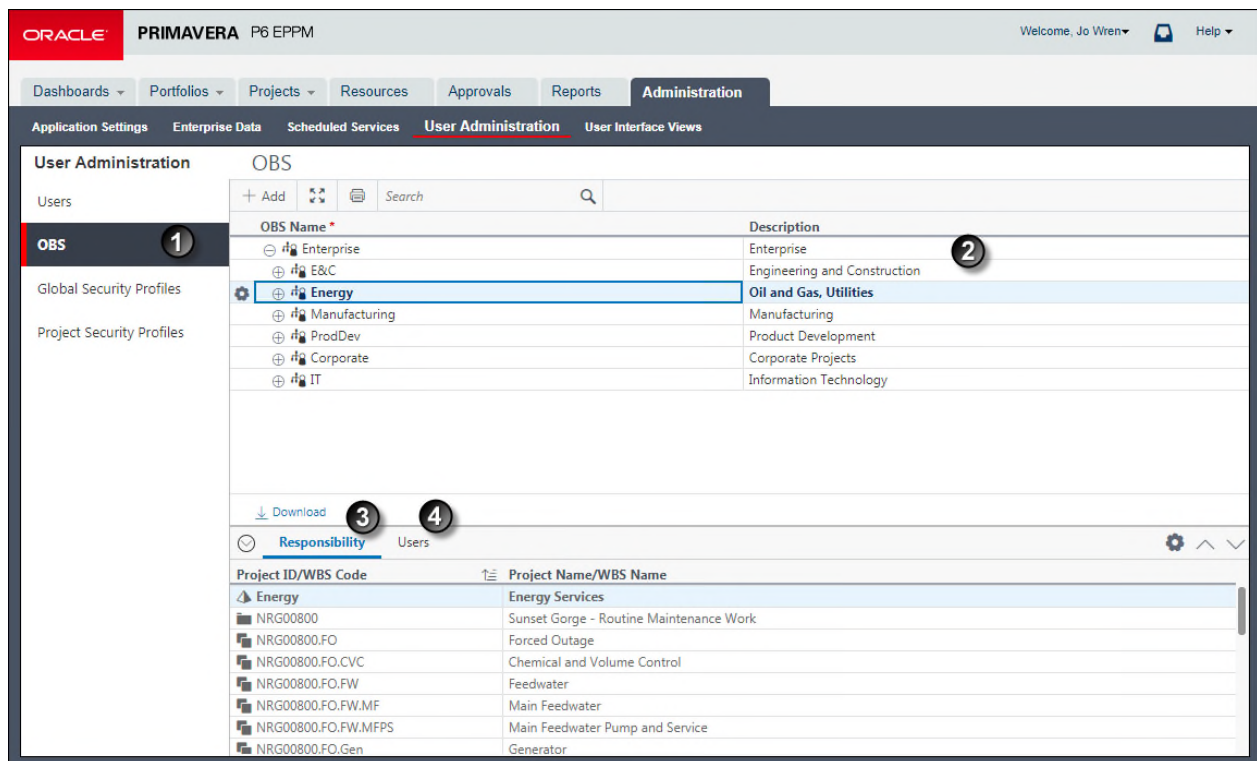 ORACLE PRIMAVERA P6 EPPM Welcome, Jo Wren Help
Dashboards Portfolios Projects Resources Approvals Reports Administration
Application Settings Enterprise Data Scheduled Services User Administration User Interface Views
User Administration
Users
OBS 1
Global Security Profiles
Project Security Profiles
OBS
+ Add Search
OBS Name * Description
Enterprise Enterprise 2
E&C Engineering and Construction
Energy Oil and Gas, Utilities
Manufacturing Manufacturing
ProdDev Product Development
Corporate Corporate Projects
IT Information Technology
Download 3 4
Responsibility Users
Project ID/WBS Code Project Name/WBS Name
Energy Energy Services
NRG00800 Sunset Gorge - Routine Maintenance Work
NRG00800.FO Forced Outage
NRG00800.FO.CVC Chemical and Volume Control
NRG00800.FO.FW Feedwater
NRG00800.FO.FW.MF Main Feedwater
NRG00800.FO.FW.MFPS Main Feedwater Pump and Service
NRG00800.FO.Gen Generator